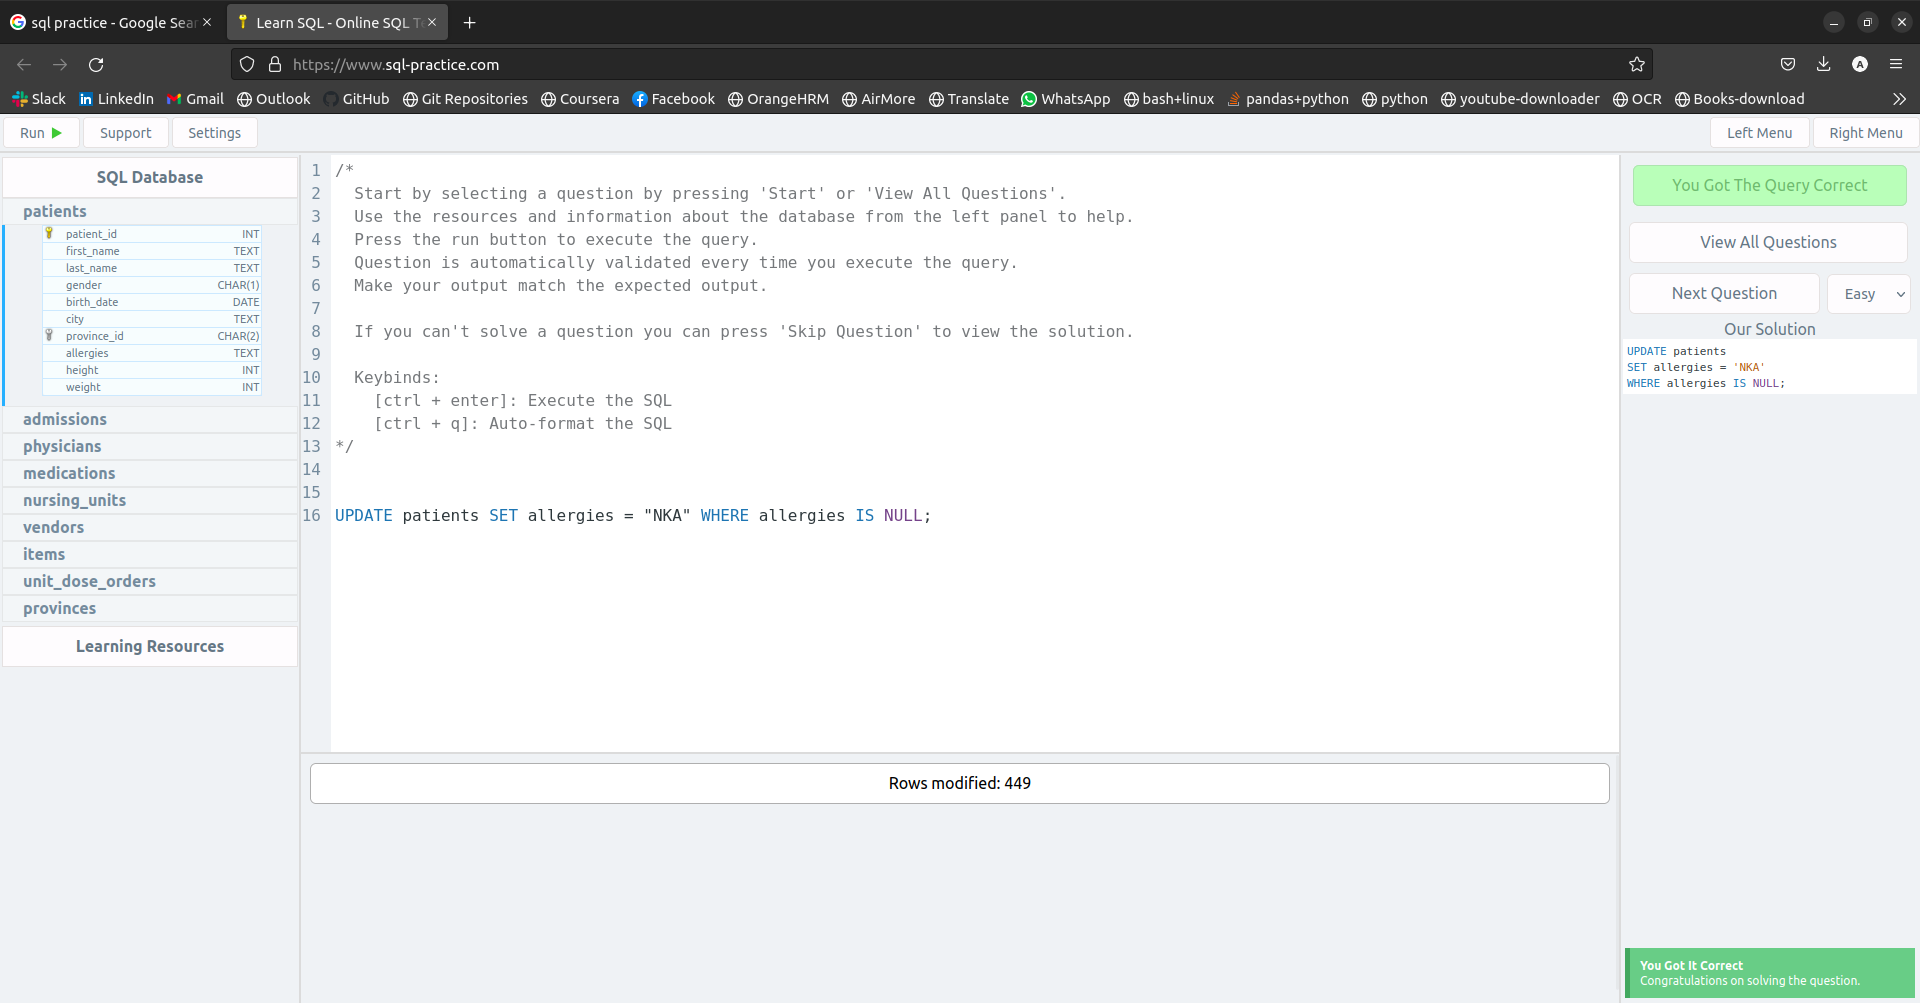 sql practice - Google Sear
Learn SQL - Online SQL Te
https://www.sql-practice.com
Slack LinkedIn Gmail Outlook GitHub Git Repositories Coursera Facebook OrangeHRM AirMore Translate WhatsApp bash+linux pandas+python python youtube-downloader OCR Books-download
Run Support Settings Left Menu Right Menu
SQL Database
patients
patient_id INT
first_name TEXT
last_name TEXT
gender CHAR(1)
birth_date DATE
city TEXT
province_id CHAR(2)
allergies TEXT
height INT
weight INT
admissions
physicians
medications
nursing_units
vendors
items
unit_dose_orders
provinces
Learning Resources
1 /*
2 Start by selecting a question by pressing 'Start' or 'View All Questions'.
3 Use the resources and information about the database from the left panel to help.
4 Press the run button to execute the query.
5 Question is automatically validated every time you execute the query.
6 Make your output match the expected output.
7
8 If you can't solve a question you can press 'Skip Question' to view the solution.
9
10 Keybinds:
11 [ctrl + enter]: Execute the SQL
12 [ctrl + q]: Auto-format the SQL
13 */
14
15
16 UPDATE patients SET allergies = "NKA" WHERE allergies IS NULL;
Rows modified: 449
You Got The Query Correct
View All Questions
Next Question Easy
Our Solution
UPDATE patients
SET allergies = 'NKA'
WHERE allergies IS NULL;
You Got It Correct
Congratulations on solving the question.